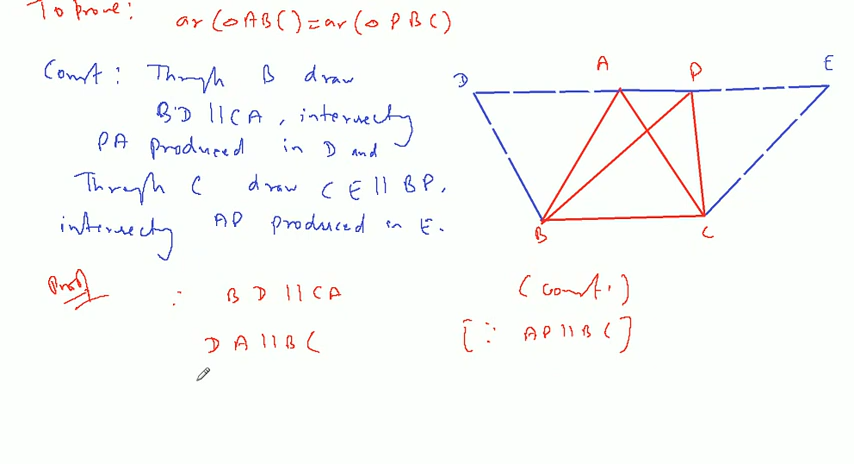 To prove: ar (△ABC) = ar (△PBC)
Const: Through B draw
BD || CA, intersecting
PA produced in D and
Through C draw CE || BP,
intersecting AP produced in E.
D A P E
B C
Proof ∴ BD || CA (const.)
DA || BC [∵ AP || BC]